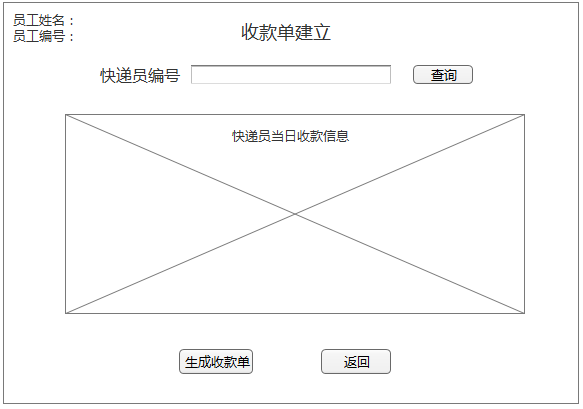 员工姓名：
员工编号：
收款单建立
快递员编号
查询
快递员当日收款信息
生成收款单
返回